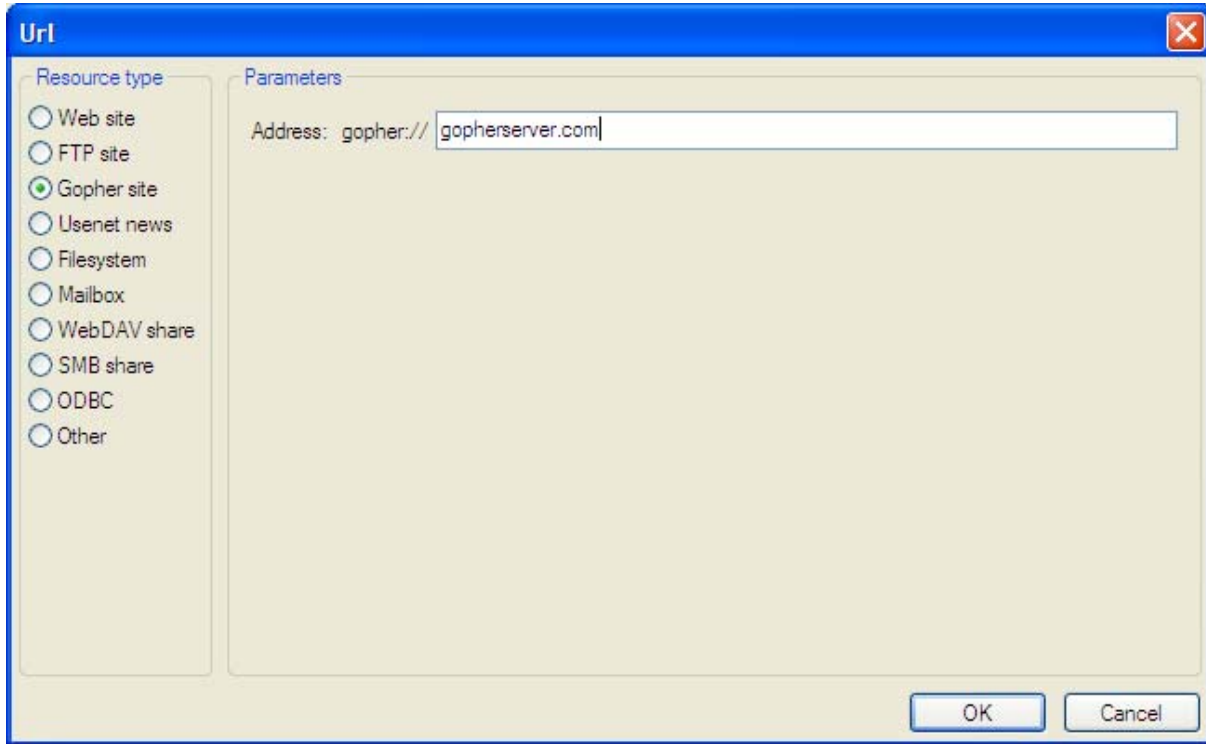 Url
Resource type
Web site
FTP site
Gopher site
Usenet news
Filesystem
Mailbox
WebDAV share
SMB share
ODBC
Other
Parameters
Address: gopher:// gopherserver.com
OK Cancel